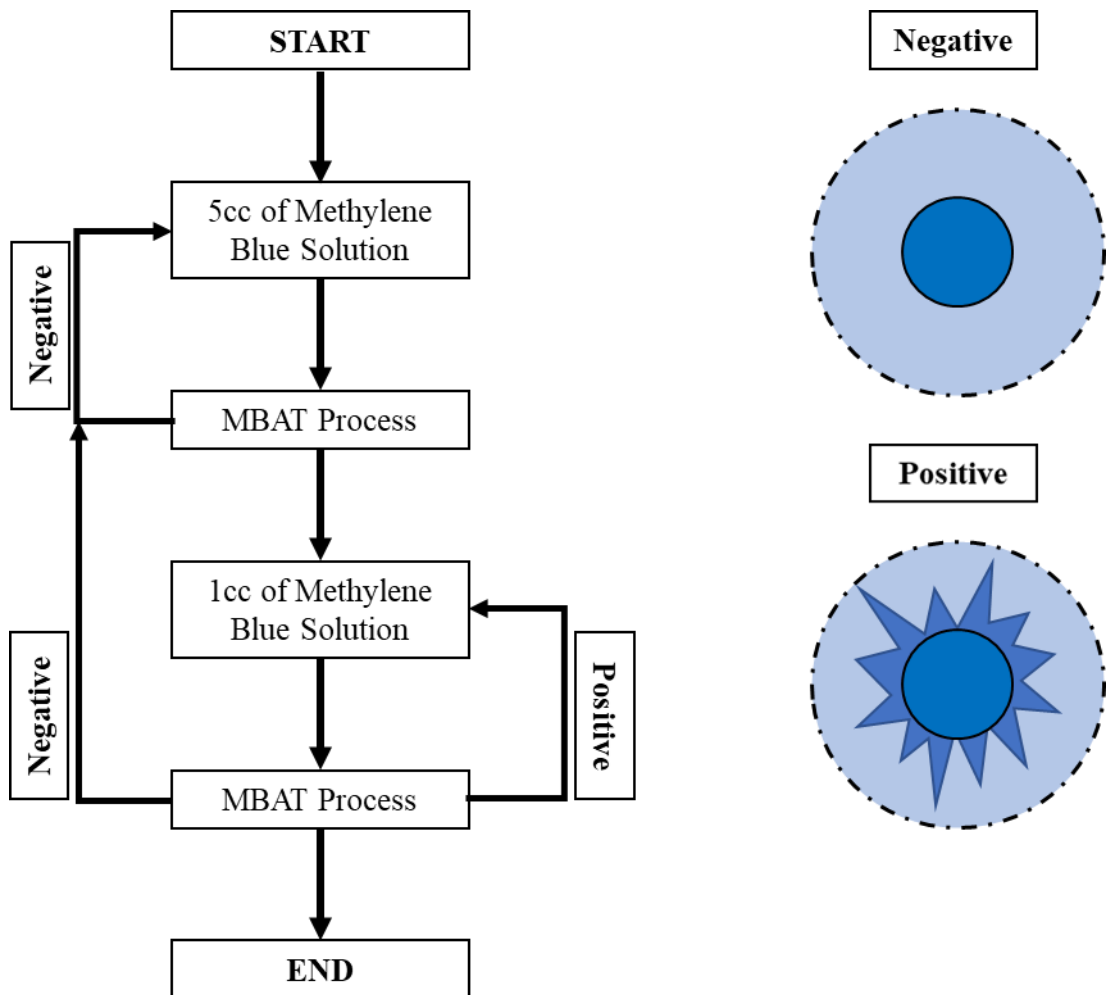 START
5cc of Methylene
Blue Solution
Negative
MBAT Process
1cc of Methylene
Blue Solution
Negative
Positive
MBAT Process
END
Negative
Positive